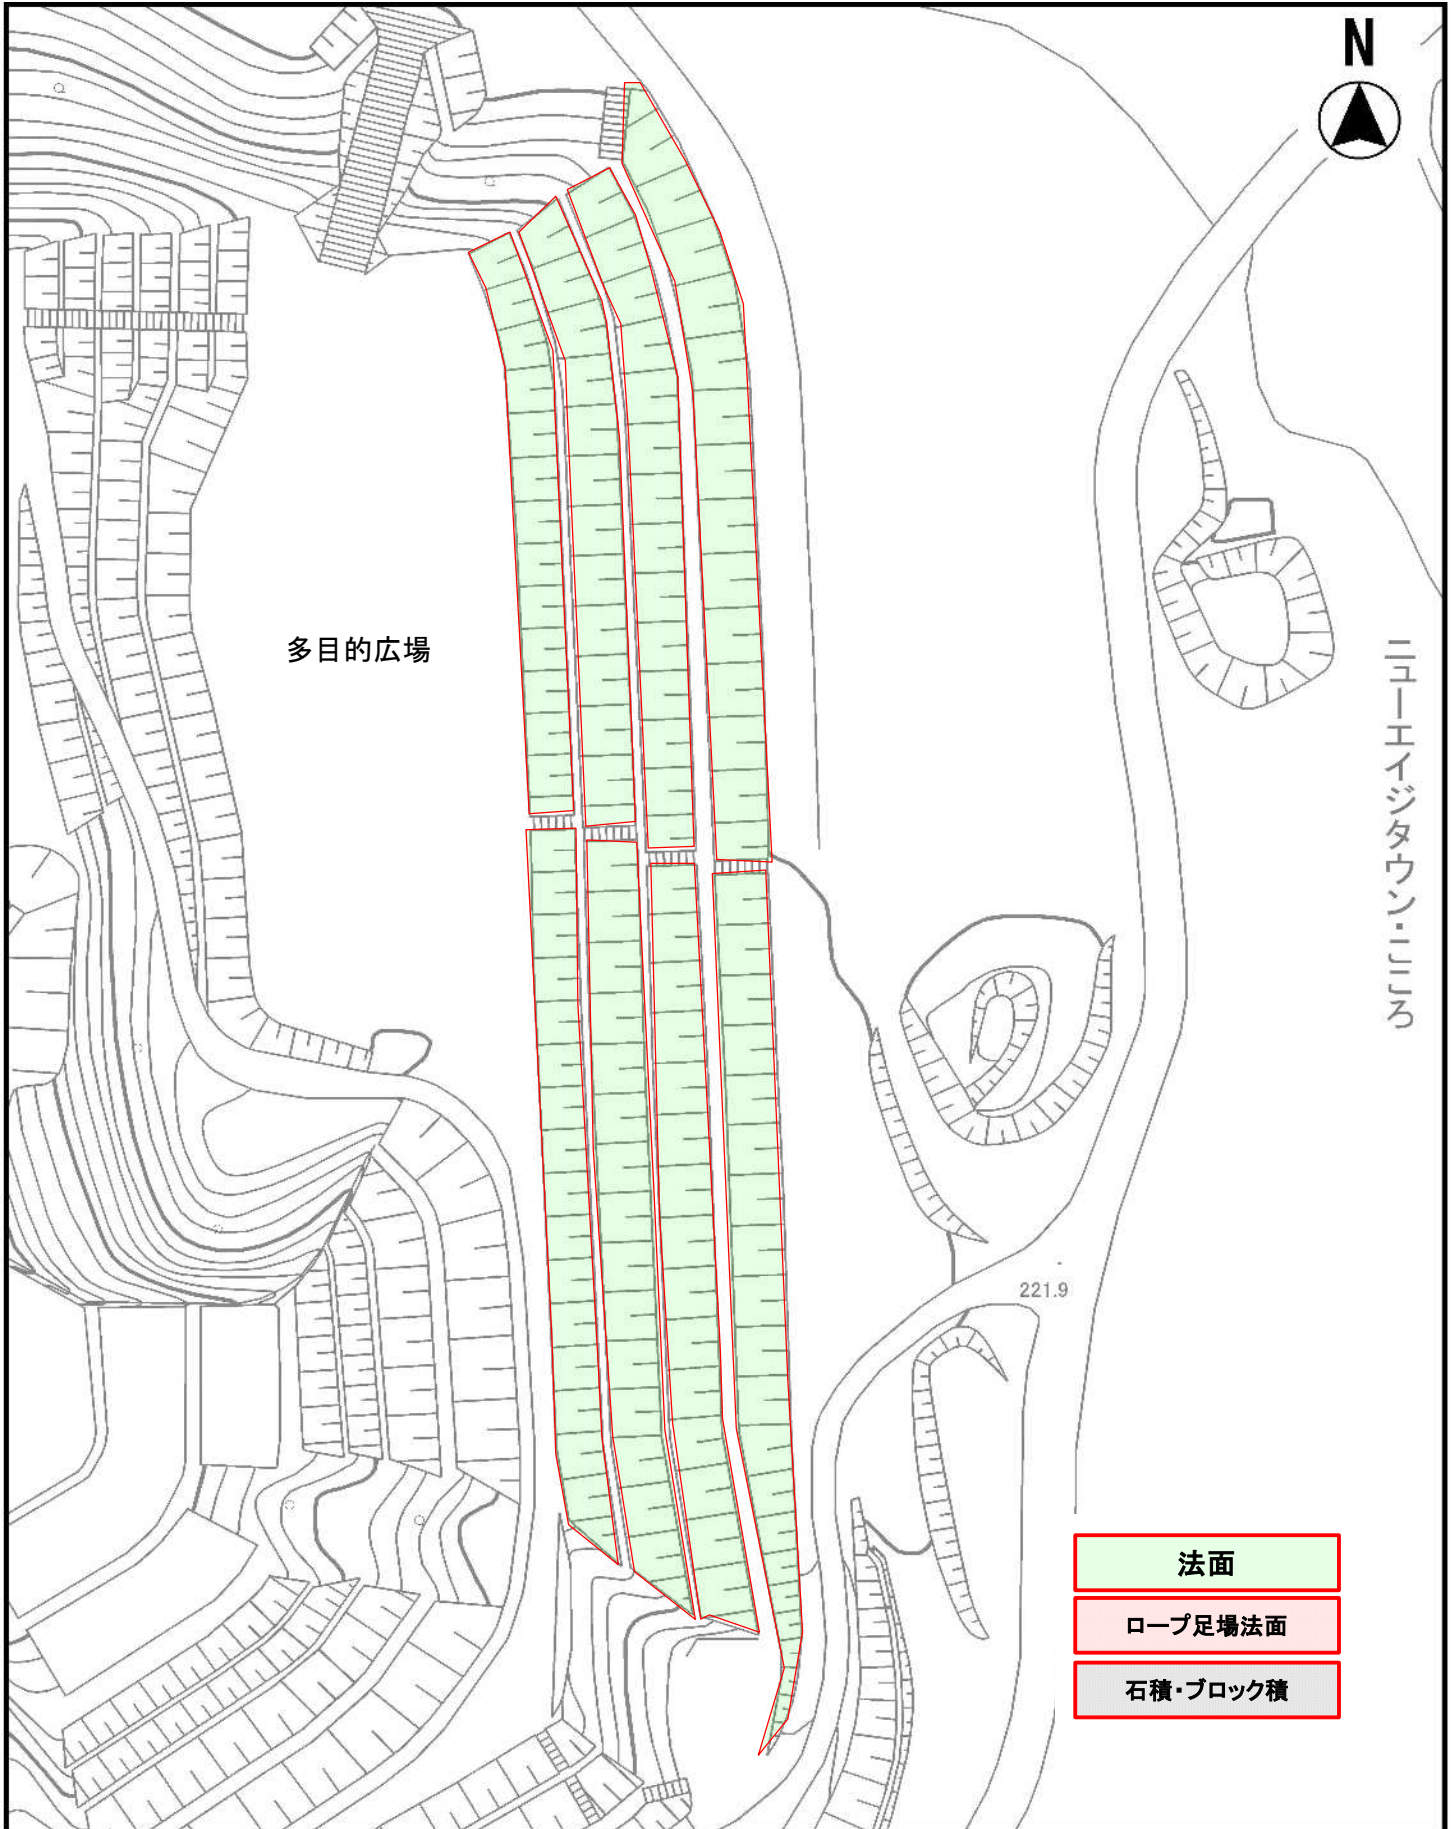 N
多目的広場
ニューエイジタウン・こころ
221.9
法面
ロープ足場法面
石積・ブロック積